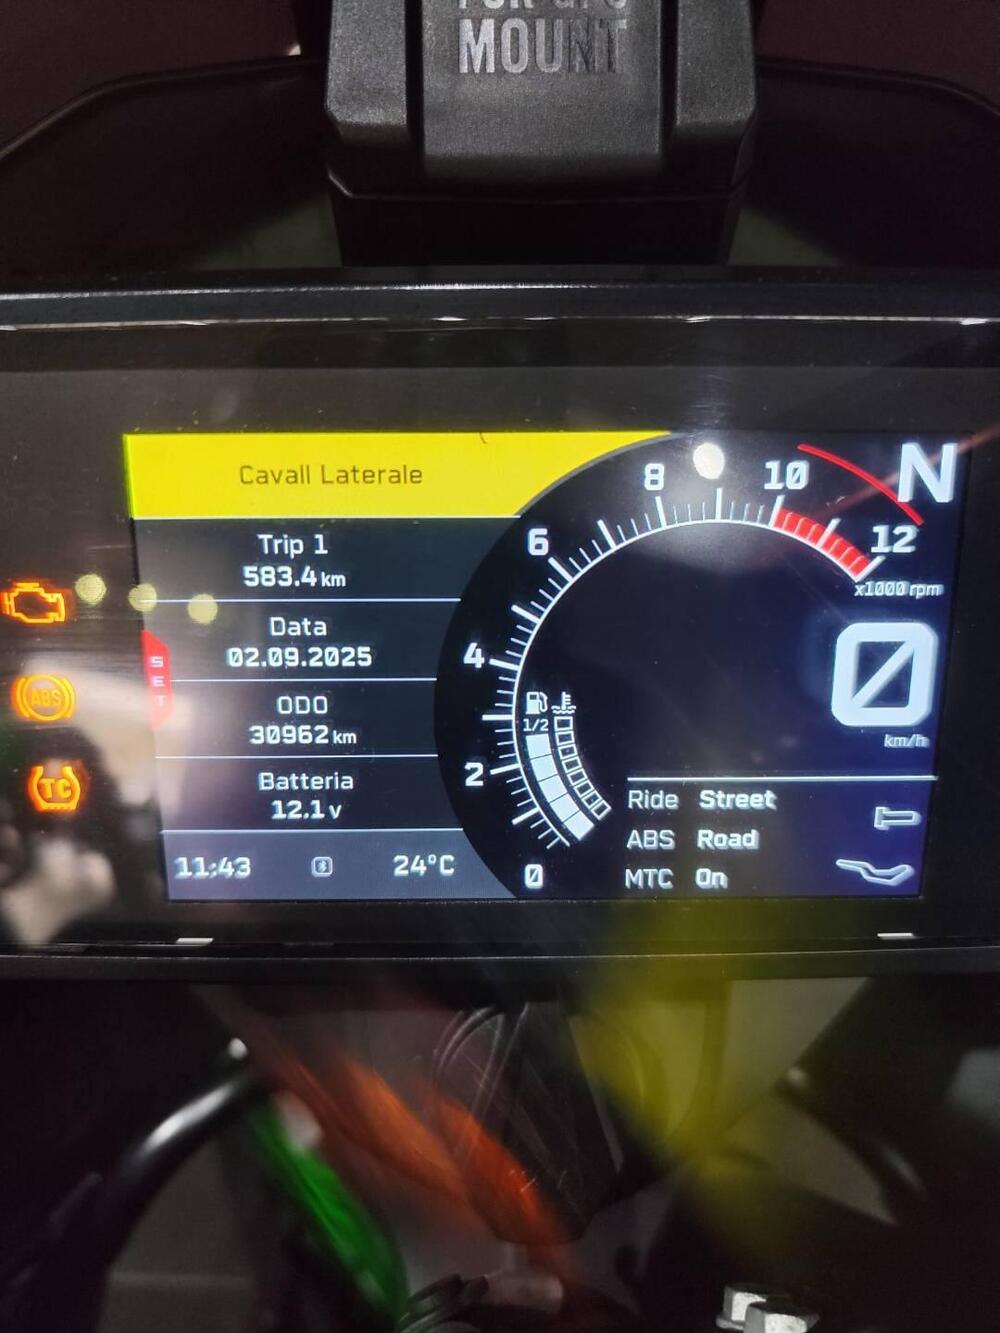 MOUNT
Cavall Laterale
8
10
N
6
12
x1000 rpm
Trip 1
583.4 km
Data
02.09.2025
SET
4
ABS
0
km/h
ODO
30962 km
1/2
2
TC
Batteria
12.1 v
Ride Street
ABS Road
MTC On
11:43
24°C
0